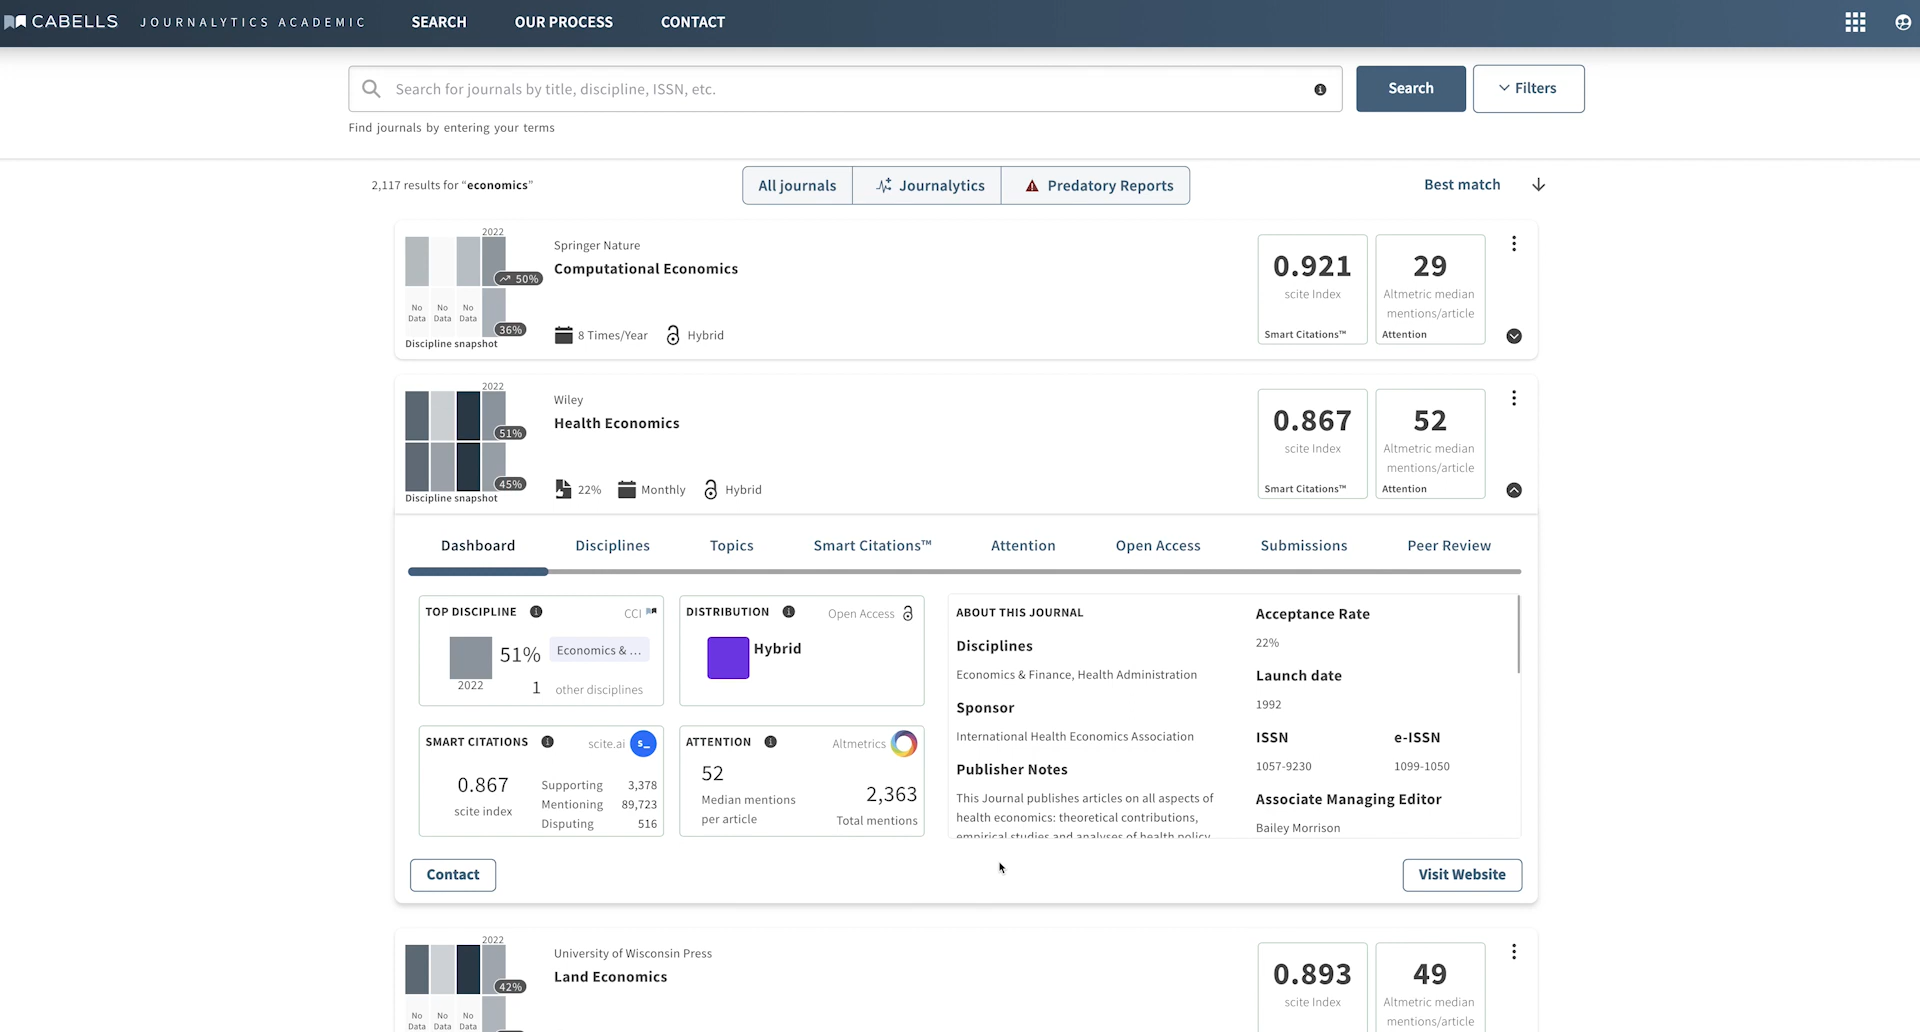 CABELLS JOURNALYTICS ACADEMIC SEARCH OUR PROCESS CONTACT
Search for journals by title, discipline, ISSN, etc.
Search
Filters
Find journals by entering your terms
2,117 results for “economics”
All journals
Journalytics
Predatory Reports
Best match
2022
50%
No Data No Data No Data
36%
Discipline snapshot
Springer Nature
Computational Economics
8 Times/Year Hybrid
0.921
scite Index
Smart Citations™
29
Altmetric median
mentions/article
Attention
2022
51%
45%
Discipline snapshot
Wiley
Health Economics
22% Monthly Hybrid
0.867
scite Index
Smart Citations™
52
Altmetric median
mentions/article
Attention
Dashboard Disciplines Topics Smart Citations™ Attention Open Access Submissions Peer Review
TOP DISCIPLINE CCI
51% Economics & ...
2022
1 other disciplines
DISTRIBUTION Open Access
Hybrid
SMART CITATIONS scite.ai s_
0.867
scite index
Supporting 3,378
Mentioning 89,723
Disputing 516
ATTENTION Altmetrics
52
Median mentions
per article
2,363
Total mentions
ABOUT THIS JOURNAL
Disciplines
Economics & Finance, Health Administration
Sponsor
International Health Economics Association
Publisher Notes
This Journal publishes articles on all aspects of
health economics: theoretical contributions,
empirical studies and analyses of health policy
Acceptance Rate
22%
Launch date
1992
ISSN e-ISSN
1057-9230 1099-1050
Associate Managing Editor
Bailey Morrison
Contact
Visit Website
2022
42%
No Data No Data No Data
University of Wisconsin Press
Land Economics
0.893
scite Index
49
Altmetric median
mentions/article